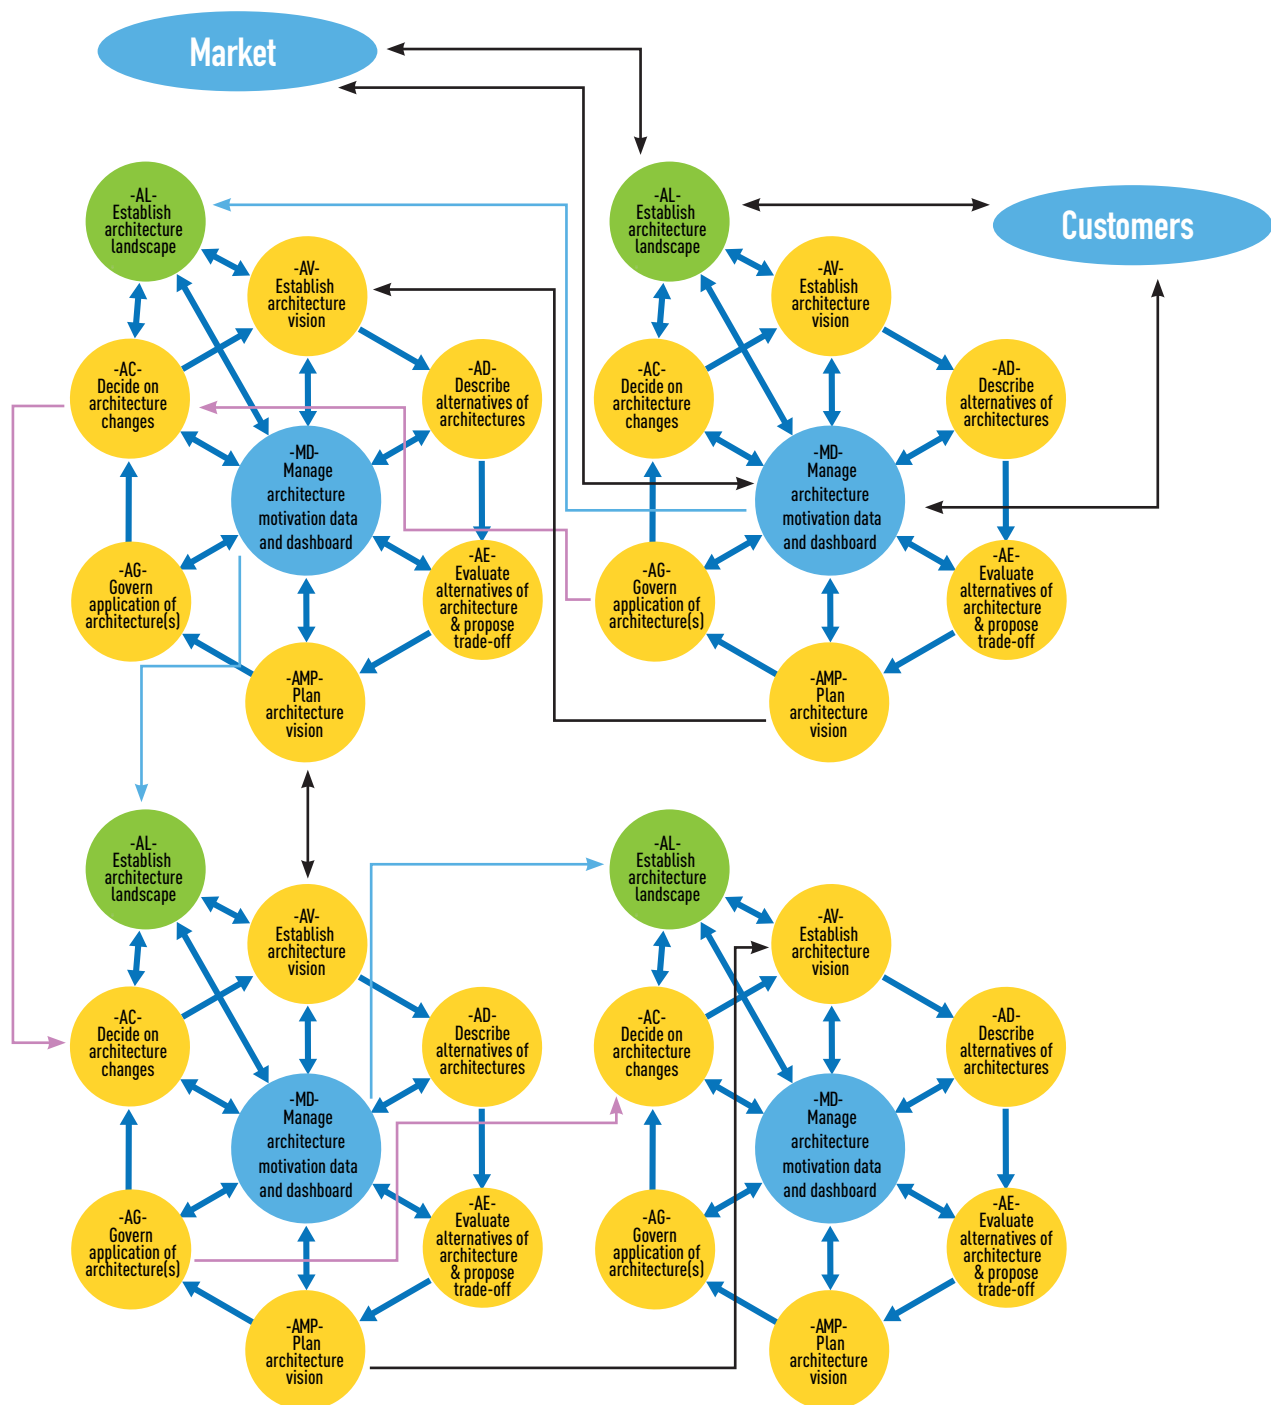 Market
-AL-
Establish
architecture
landscape
-AV-
Establish
architecture
vision
-AC-
Decide on
architecture
changes
-AD-
Describe
alternatives of
architectures
-MD-
Manage
architecture
motivation data
and dashboard
-AG-
Govern
application of
architecture(s)
-AE-
Evaluate
alternatives of
architecture
& propose
trade-off
-AMP-
Plan
architecture
vision
-AL-
Establish
architecture
landscape
Customers
-AV-
Establish
architecture
vision
-AC-
Decide on
architecture
changes
-AD-
Describe
alternatives of
architectures
-MD-
Manage
architecture
motivation data
and dashboard
-AG-
Govern
application of
architecture(s)
-AE-
Evaluate
alternatives of
architecture
& propose
trade-off
-AMP-
Plan
architecture
vision
-AL-
Establish
architecture
landscape
-AV-
Establish
architecture
vision
-AC-
Decide on
architecture
changes
-AD-
Describe
alternatives of
architectures
-MD-
Manage
architecture
motivation data
and dashboard
-AG-
Govern
application of
architecture(s)
-AE-
Evaluate
alternatives of
architecture
& propose
trade-off
-AMP-
Plan
architecture
vision
-AL-
Establish
architecture
landscape
-AV-
Establish
architecture
vision
-AC-
Decide on
architecture
changes
-AD-
Describe
alternatives of
architectures
-MD-
Manage
architecture
motivation data
and dashboard
-AG-
Govern
application of
architecture(s)
-AE-
Evaluate
alternatives of
architecture
& propose
trade-off
-AMP-
Plan
architecture
vision